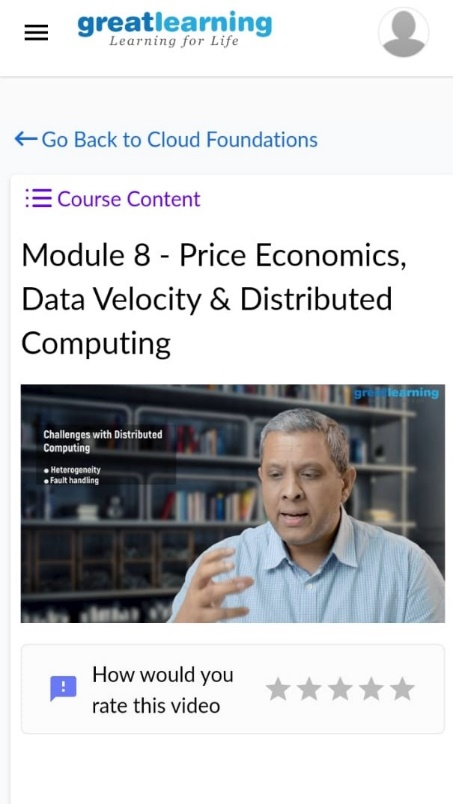 greatlearning
Learning for Life
Go Back to Cloud Foundations
Course Content
Module 8 - Price Economics,
Data Velocity & Distributed
Computing
greatlearning
Challenges with Distributed
Computing
Heterogeneity
Fault handling
How would you
rate this video